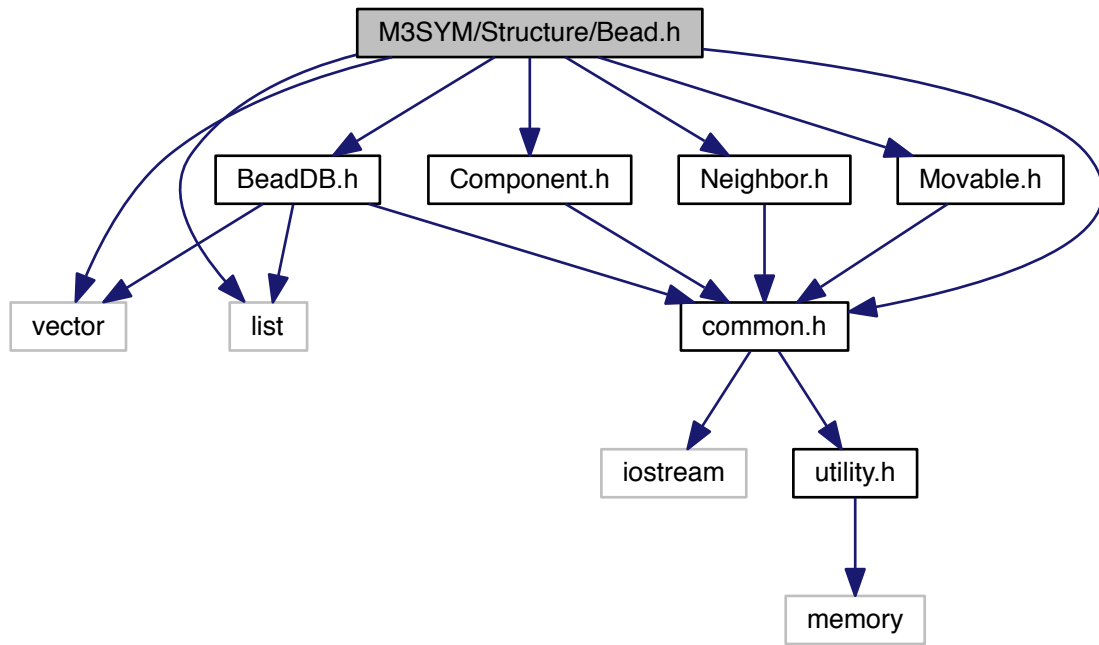 M3SYM/Structure/Bead.h
BeadDB.h
Component.h
Neighbor.h
Movable.h
vector
list
common.h
iostream
utility.h
memory